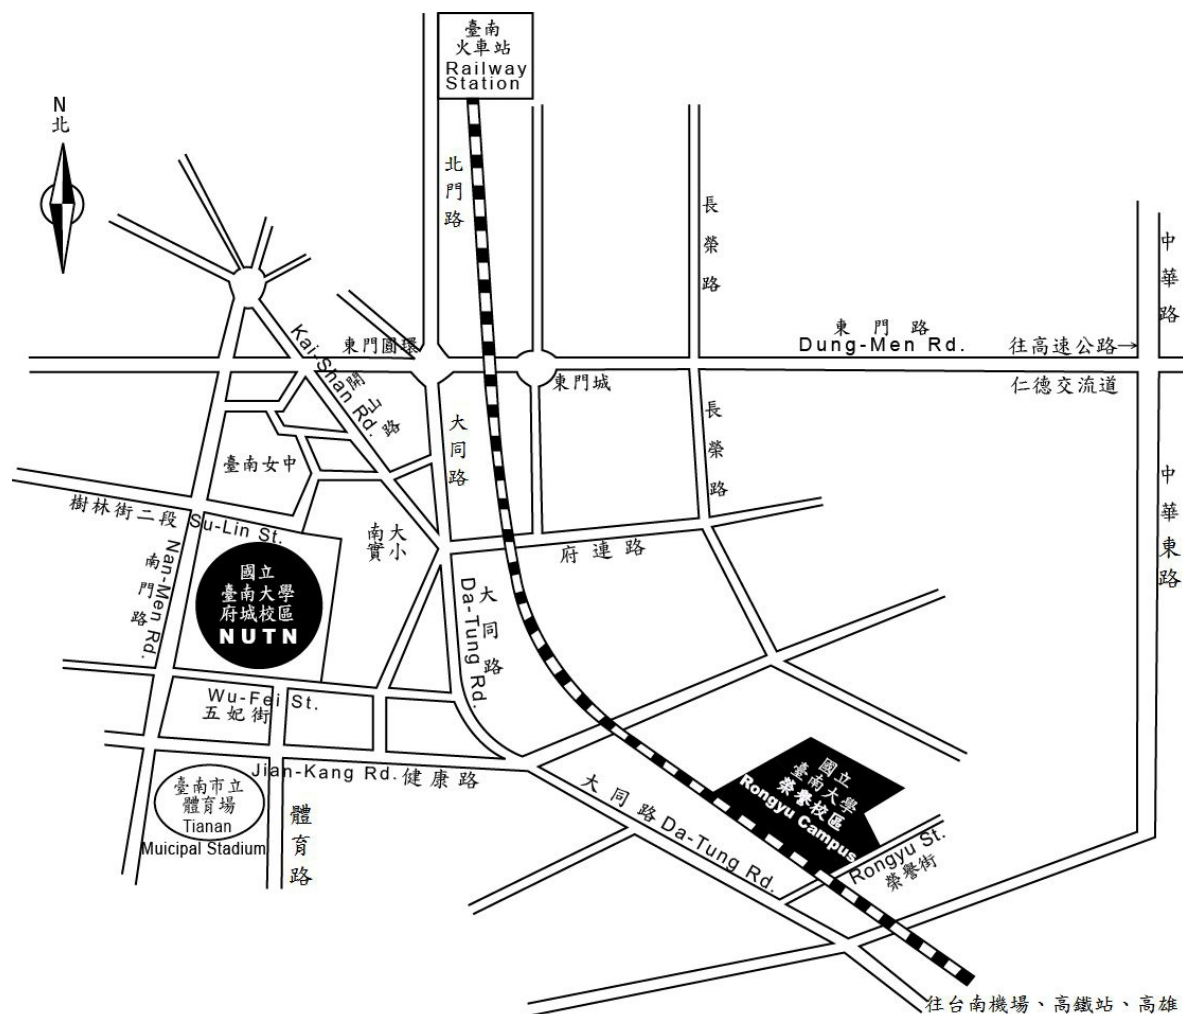 臺南
火車站
Railway
Station
N
北
北門路
長榮路
中華路
東門路
Dung-Men Rd.
往高速公路→
仁德交流道
東門圓環
東門城
Kai-Shan Rd.
開山路
大同路
長榮路
中華東路
臺南女中
樹林街二段 Su-Lin St.
南大
實小
府連路
南門路
Nan-Men Rd.
國立
臺南大學
府城校區
NUTN
大同路
Da-Tung Rd.
Wu-Fei St.
五妃街
Jian-Kang Rd. 健康路
臺南市立
體育場
Tianan
Muicipal Stadium
體育路
大同路 Da-Tung Rd.
國立
臺南大學
榮譽校區
Rongyu Campus
Rongyu St.
榮譽街
往台南機場、高鐵站、高雄